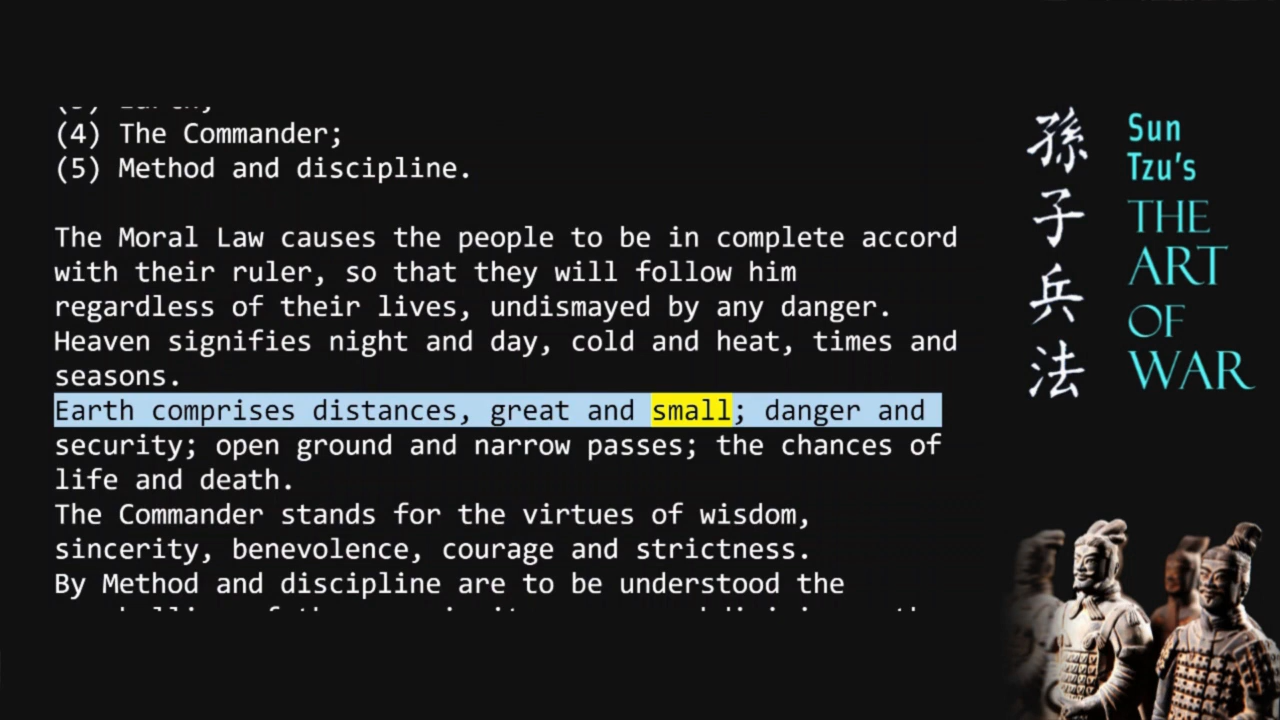 (4) The Commander;
(5) Method and discipline.
The Moral Law causes the people to be in complete accord
with their ruler, so that they will follow him
regardless of their lives, undismayed by any danger.
Heaven signifies night and day, cold and heat, times and
seasons.
Earth comprises distances, great and small; danger and
security; open ground and narrow passes; the chances of
life and death.
The Commander stands for the virtues of wisdom,
sincerity, benevolence, courage and strictness.
By Method and discipline are to be understood the
孫子兵法
Sun
Tzu's
THE
ART
OF
WAR